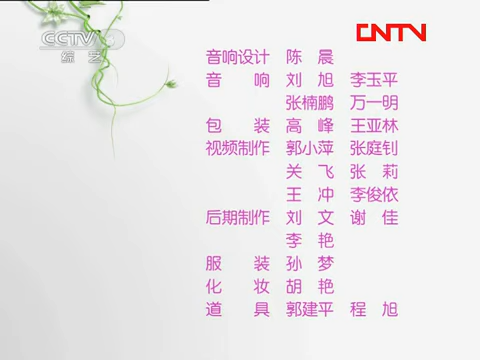 CCTV
综艺
CNTV
音响设计 陈晨
音响 刘旭 李玉平
张楠鹏 万一明
包装 高峰 王亚林
视频制作 郭小萍 张庭钊
关飞 张莉
王冲 李俊依
后期制作 刘文 谢佳
李艳
服装 孙梦
化妆 胡艳
道具 郭建平 程旭